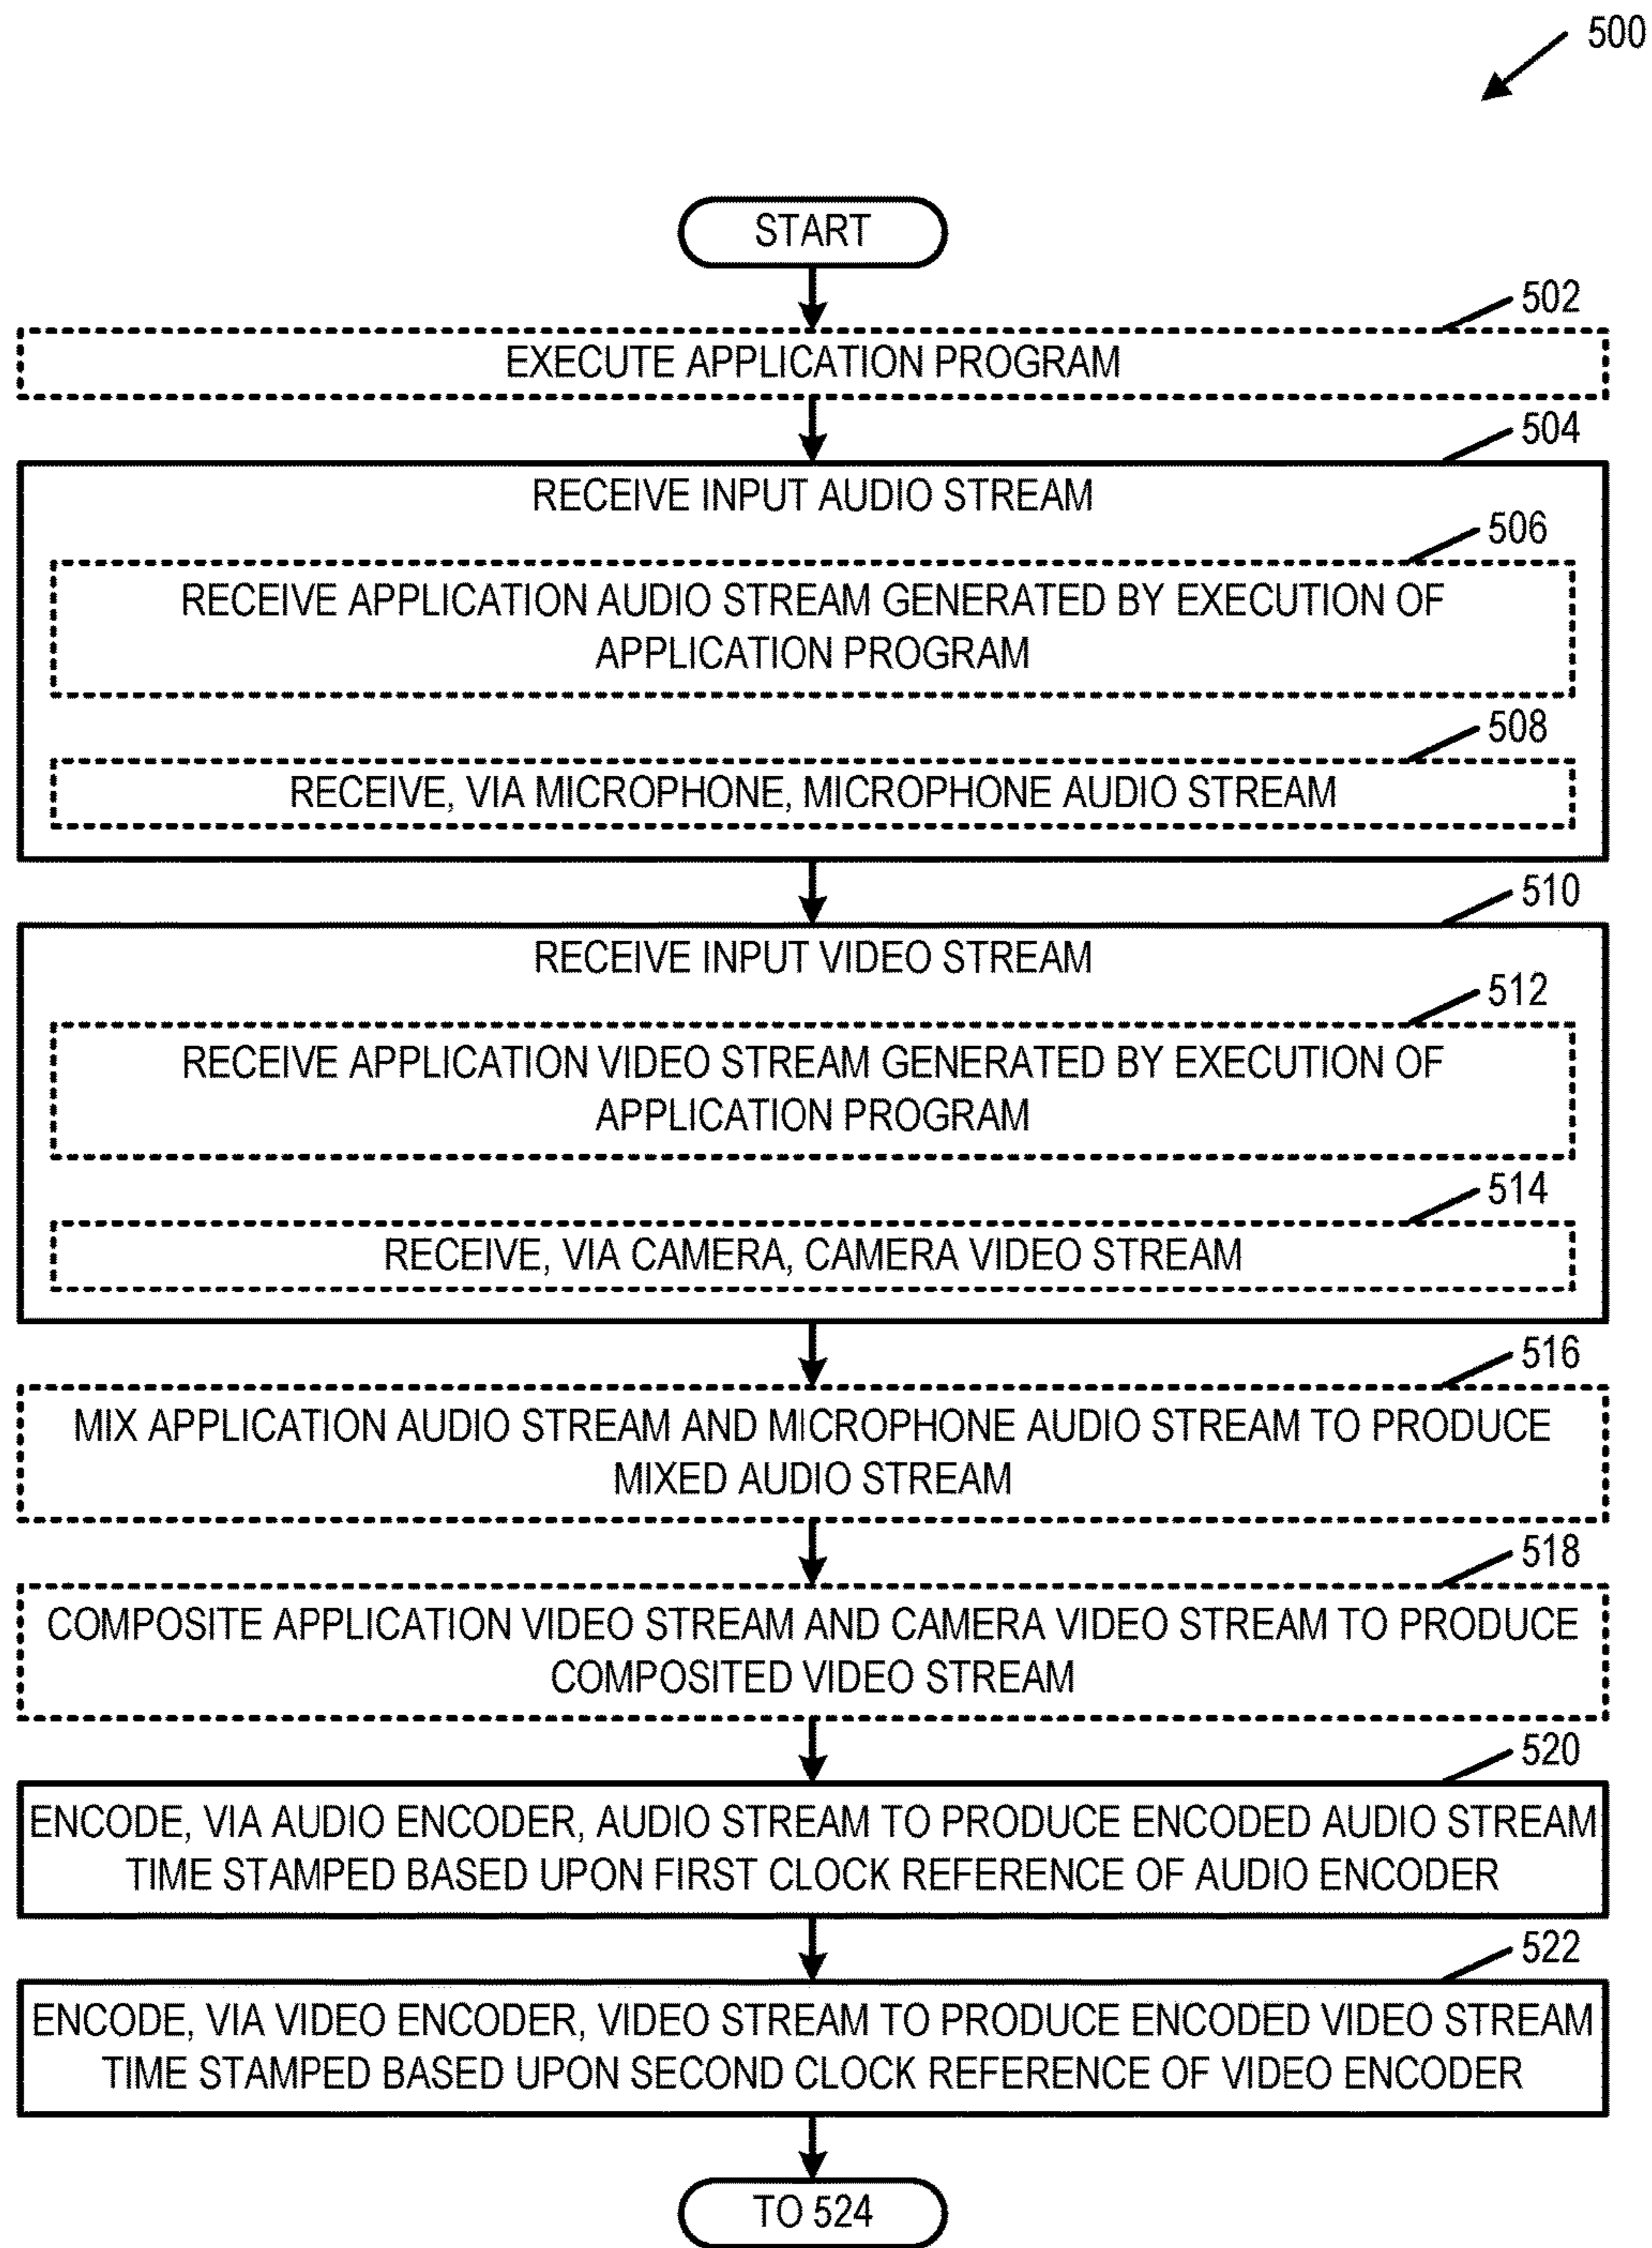 500
START
502
EXECUTE APPLICATION PROGRAM
504
RECEIVE INPUT AUDIO STREAM
506
RECEIVE APPLICATION AUDIO STREAM GENERATED BY EXECUTION OF
APPLICATION PROGRAM
508
RECEIVE, VIA MICROPHONE, MICROPHONE AUDIO STREAM
510
RECEIVE INPUT VIDEO STREAM
512
RECEIVE APPLICATION VIDEO STREAM GENERATED BY EXECUTION OF
APPLICATION PROGRAM
514
RECEIVE, VIA CAMERA, CAMERA VIDEO STREAM
516
MIX APPLICATION AUDIO STREAM AND MICROPHONE AUDIO STREAM TO PRODUCE
MIXED AUDIO STREAM
518
COMPOSITE APPLICATION VIDEO STREAM AND CAMERA VIDEO STREAM TO PRODUCE
COMPOSITED VIDEO STREAM
520
ENCODE, VIA AUDIO ENCODER, AUDIO STREAM TO PRODUCE ENCODED AUDIO STREAM
TIME STAMPED BASED UPON FIRST CLOCK REFERENCE OF AUDIO ENCODER
522
ENCODE, VIA VIDEO ENCODER, VIDEO STREAM TO PRODUCE ENCODED VIDEO STREAM
TIME STAMPED BASED UPON SECOND CLOCK REFERENCE OF VIDEO ENCODER
TO 524